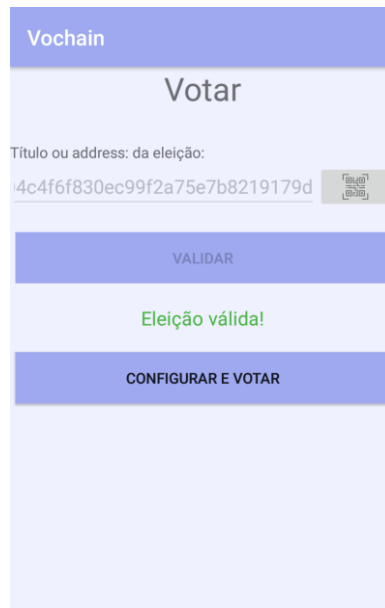 Vochain
Votar
Título ou address: da eleição:
4c4f6f830ec99f2a75e7b8219179d
VALIDAR
Eleição válida!
CONFIGURAR E VOTAR